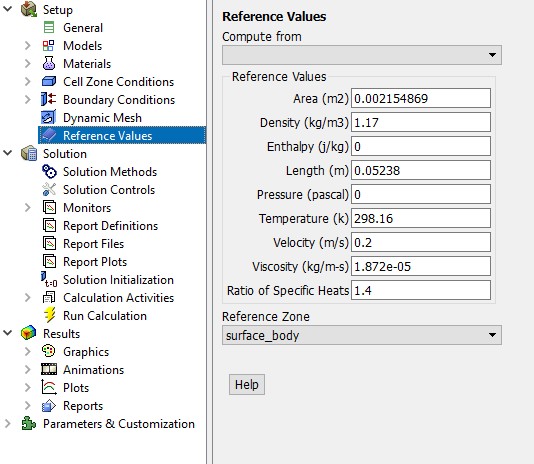 Setup
General
Models
Materials
Cell Zone Conditions
Boundary Conditions
Dynamic Mesh
Reference Values
Solution
Solution Methods
Solution Controls
Monitors
Report Definitions
Report Files
Report Plots
t=0
Solution Initialization
Calculation Activities
Run Calculation
Results
Graphics
Animations
Plots
Reports
Parameters & Customization
Reference Values
Compute from
Reference Values
Area (m2) 0.002154869
Density (kg/m3) 1.17
Enthalpy (j/kg) 0
Length (m) 0.05238
Pressure (pascal) 0
Temperature (k) 298.16
Velocity (m/s) 0.2
Viscosity (kg/m-s) 1.872e-05
Ratio of Specific Heats 1.4
Reference Zone
surface_body
Help